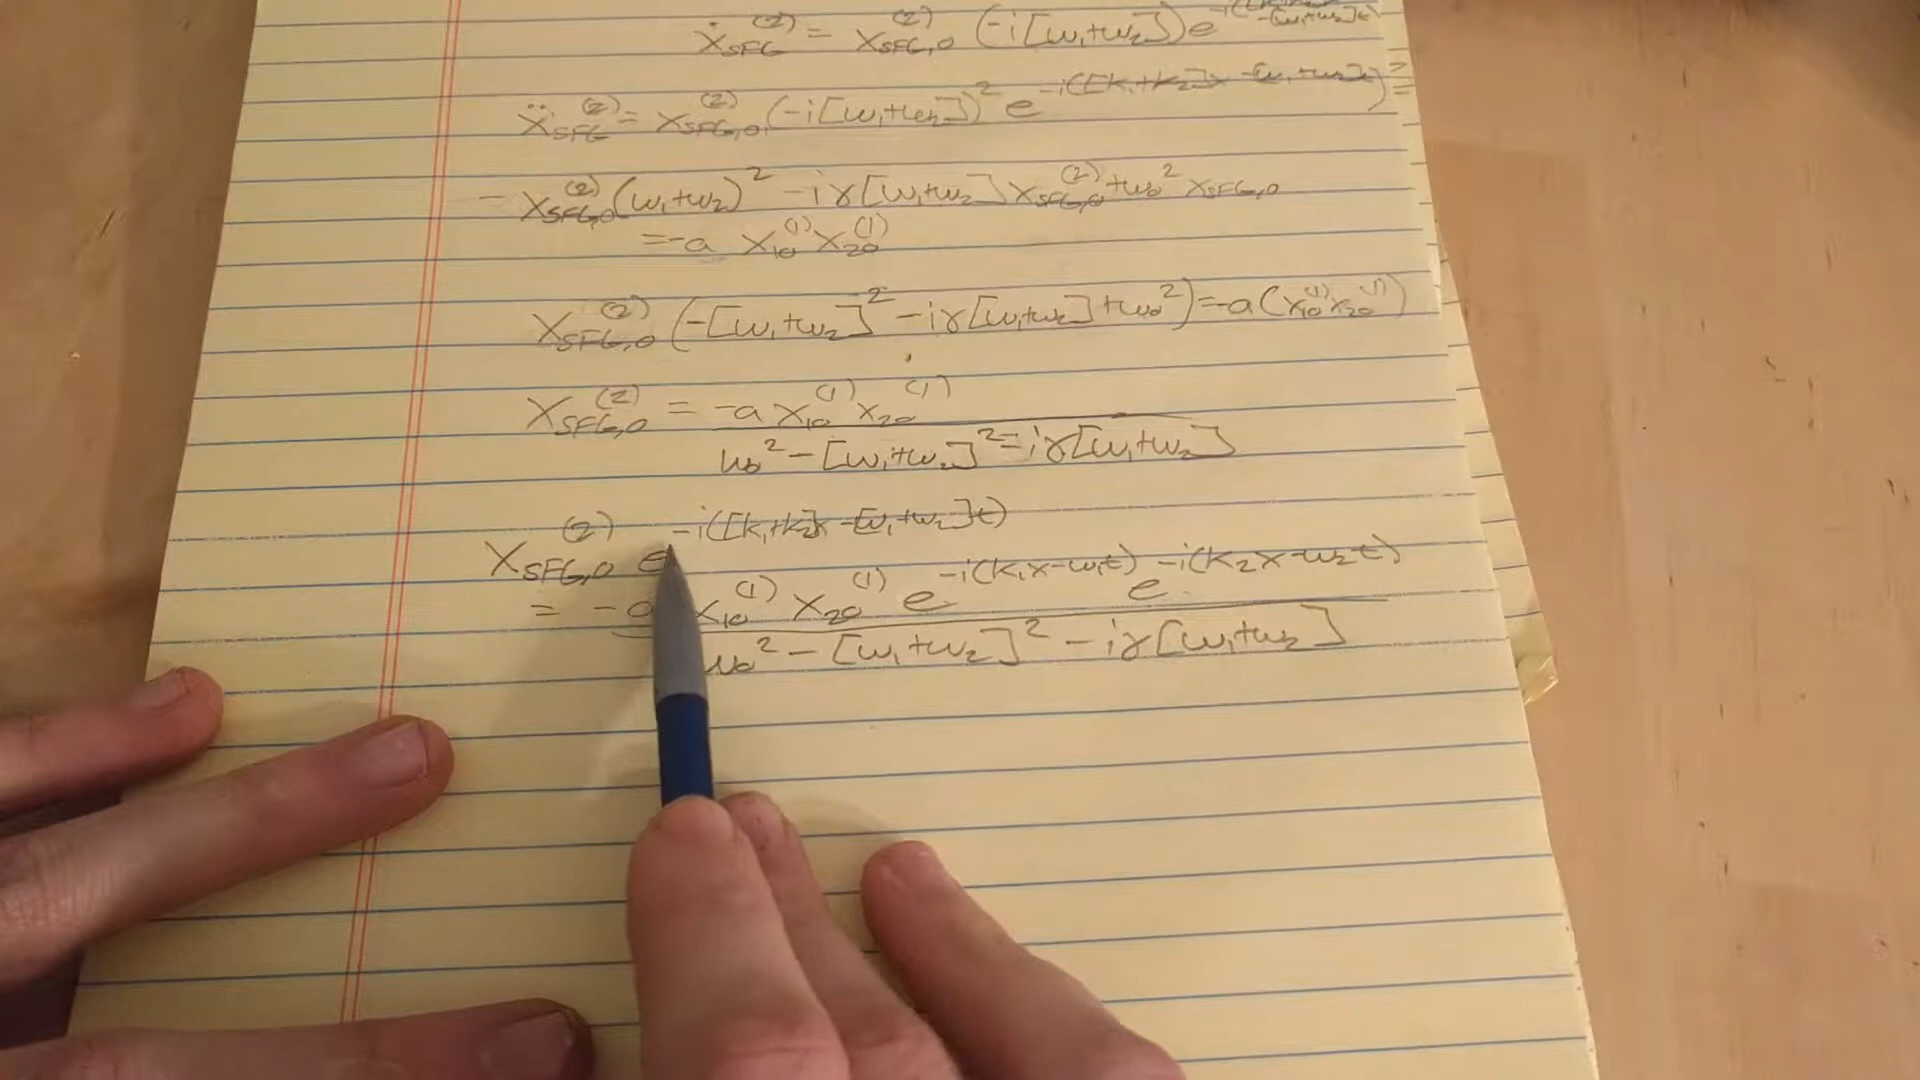 ẋ_SFG^(2) = x_SFG,0^(2) (-i[ω₁+ω₂])e
ẍ_SFG^(2) = x_SFG,0^(2) (-i[ω₁+ω₂])² e^-i([k₁+k₂]x -[ω₁+ω₂]t) =
- x_SFG,0^(2) (ω₁+ω₂)² - iγ[ω₁+ω₂] x_SFG,0^(2) + ω₀² x_SFG,0
= -a x₁₀^(1) x₂₀^(1)
x_SFG,0^(2) (-[ω₁+ω₂]² - iγ[ω₁+ω₂] + ω₀²) = -a(x₁₀^(1) x₂₀^(1))
x_SFG,0^(2) = -a x₁₀^(1) x₂₀^(1)
ω₀² - [ω₁+ω₂]² - iγ[ω₁+ω₂]
x_SFG,0^(2) e^-i([k₁+k₂]x -[ω₁+ω₂]t)
= -a x₁₀^(1) x₂₀^(1) e^-i(k₁x-ω₁t) e^-i(k₂x-ω₂t)
ω₀² - [ω₁+ω₂]² - iγ[ω₁+ω₂]